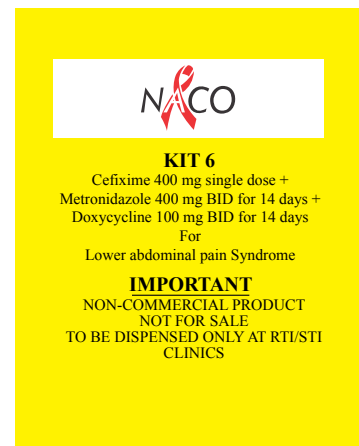 NACO
KIT 6
Cefixime 400 mg single dose +
Metronidazole 400 mg BID for 14 days +
Doxycycline 100 mg BID for 14 days
For
Lower abdominal pain Syndrome
IMPORTANT
NON-COMMERCIAL PRODUCT
NOT FOR SALE
TO BE DISPENSED ONLY AT RTI/STI
CLINICS